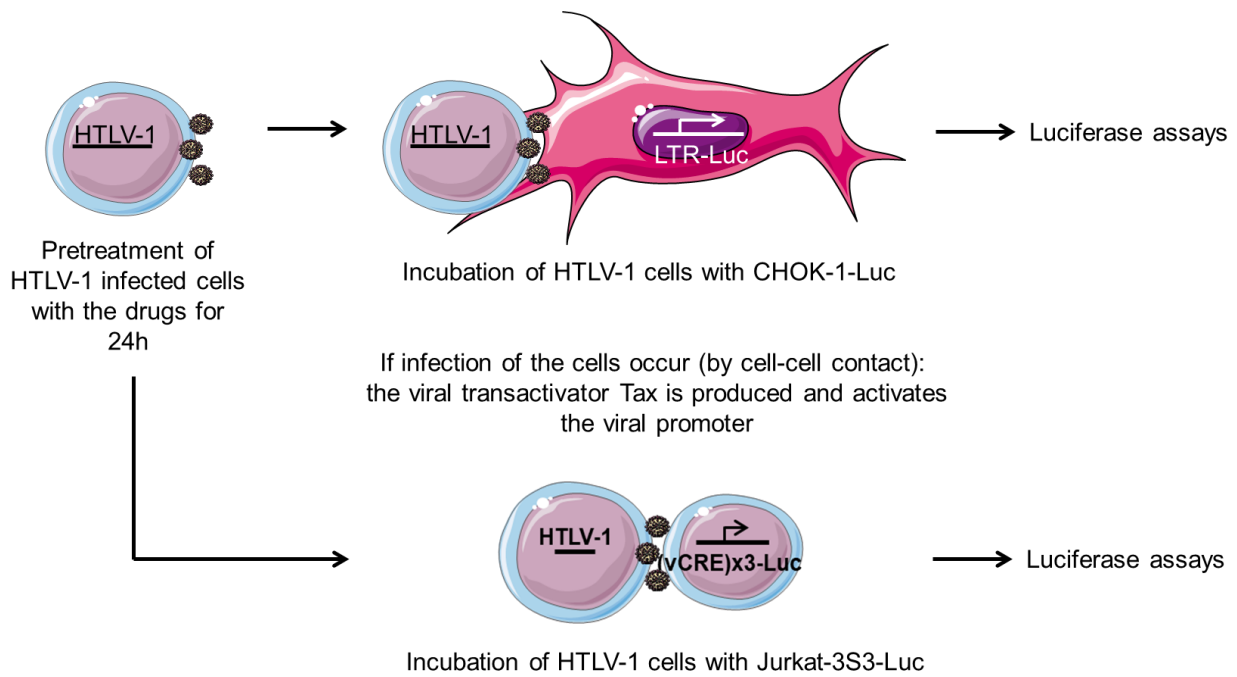 HTLV-1
HTLV-1
LTR-Luc
Luciferase assays
Pretreatment of
HTLV-1 infected cells
with the drugs for
24h
Incubation of HTLV-1 cells with CHOK-1-Luc
If infection of the cells occur (by cell-cell contact):
the viral transactivator Tax is produced and activates
the viral promoter
HTLV-1
(vCRE)x3-Luc
Luciferase assays
Incubation of HTLV-1 cells with Jurkat-3S3-Luc